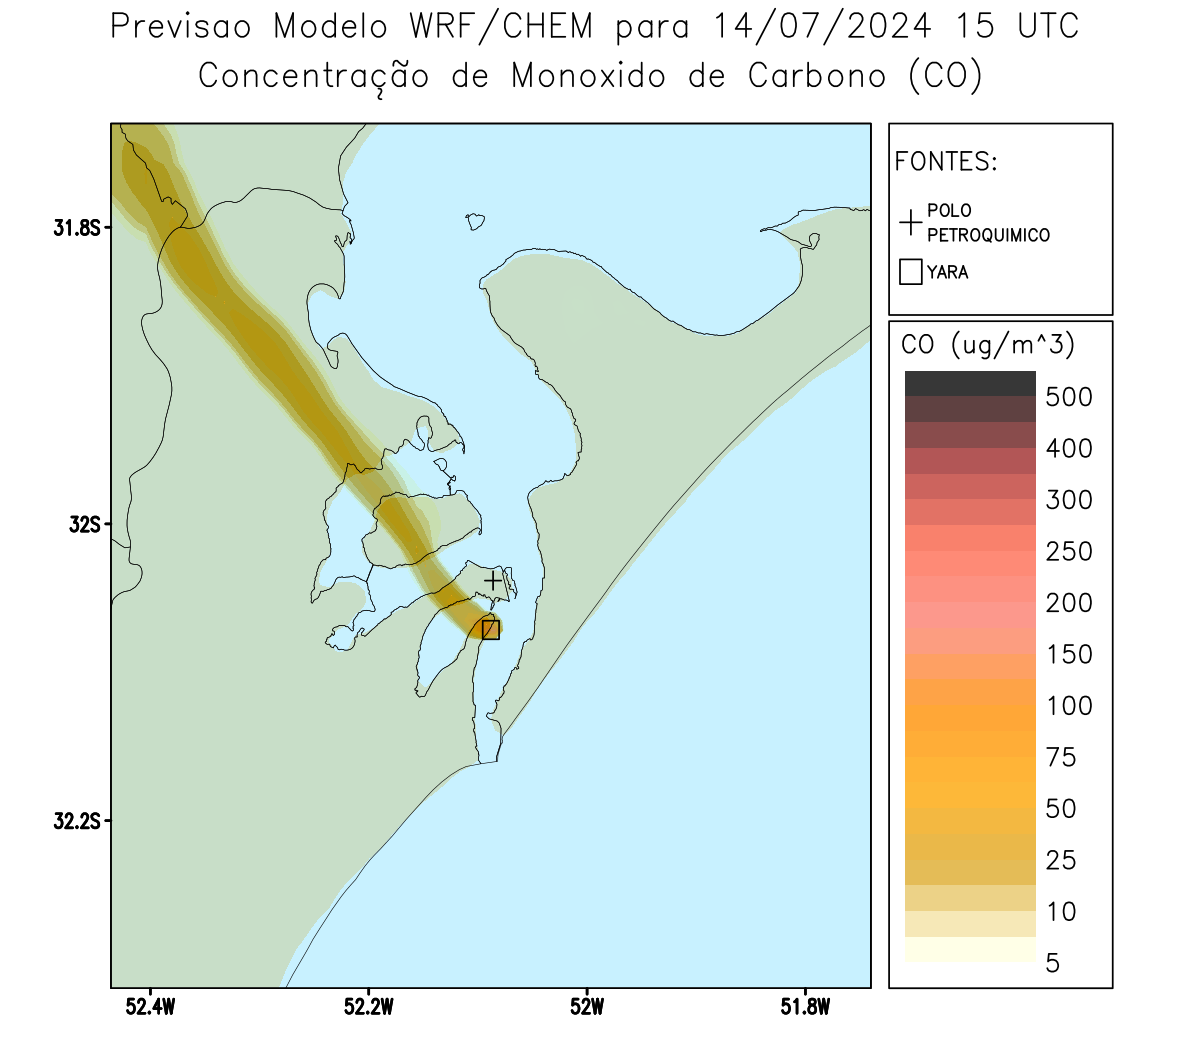 Previsao Modelo WRF/CHEM para 14/07/2024 15 UTC
Concentração de Monoxido de Carbono (CO)
FONTES:
POLO
PETROQUIMICO
YARA
CO (ug/m^3)
500
400
300
250
200
150
100
75
50
25
10
5
31.8S
32S
32.2S
52.4W
52.2W
52W
51.8W